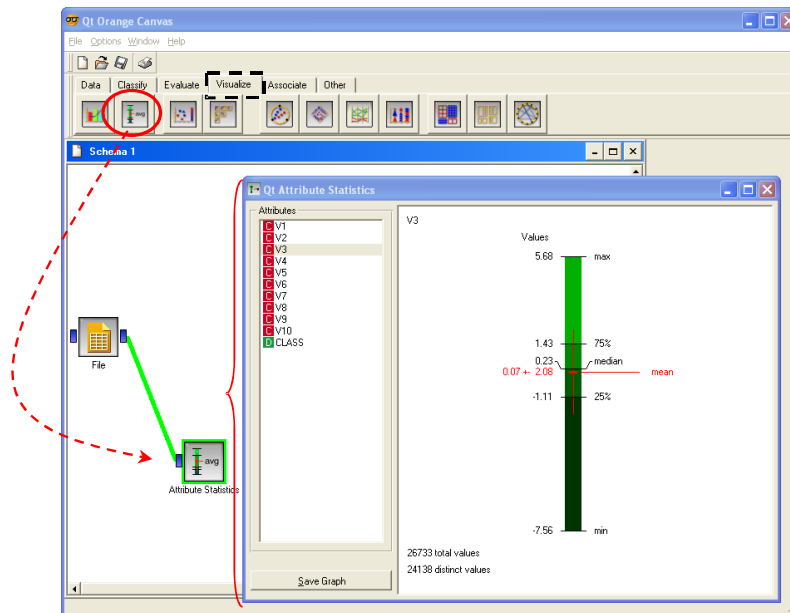 Qt Orange Canvas
File Options Window Help
Data Classify Evaluate Visualize Associate Other
avg
Schema 1
Qt Attribute Statistics
Attributes
C V1
C V2
C V3
C V4
C V5
C V6
C V7
C V8
C V9
C V10
D CLASS
Save Graph
V3
Values
5.68 max
1.43 75%
0.23 median
0.07 +- 2.08 mean
-1.11 25%
-7.56 min
26733 total values
24138 distinct values
File
avg
Attribute Statistics